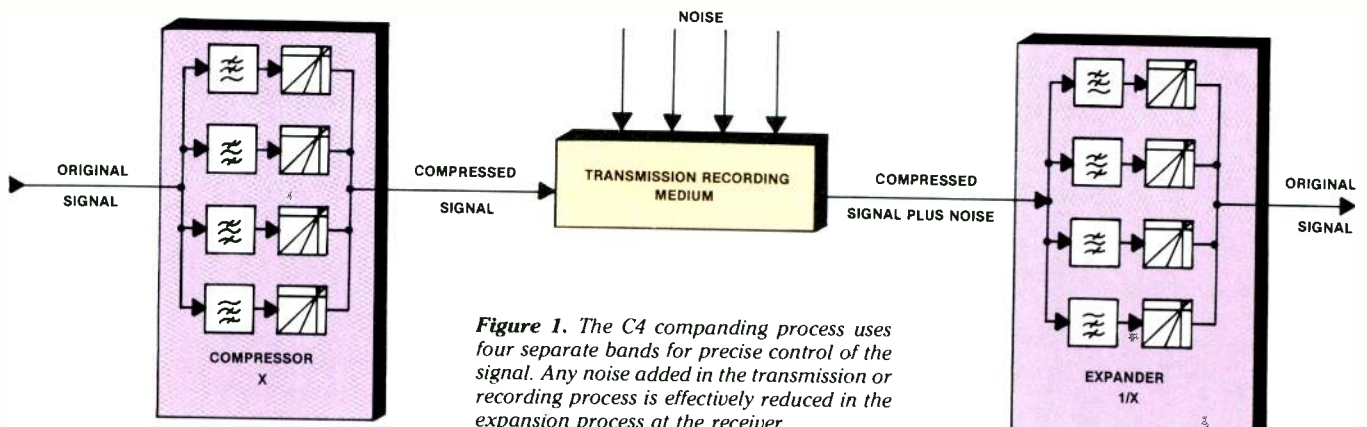 NOISE
ORIGINAL
SIGNAL
COMPRESSOR
X
COMPRESSED
SIGNAL
TRANSMISSION RECORDING
MEDIUM
COMPRESSED
SIGNAL PLUS NOISE
EXPANDER
1/X
ORIGINAL
SIGNAL
Figure 1. The C4 companding process uses
four separate bands for precise control of the
signal. Any noise added in the transmission or
recording process is effectively reduced in the
expansion process at the receiver.